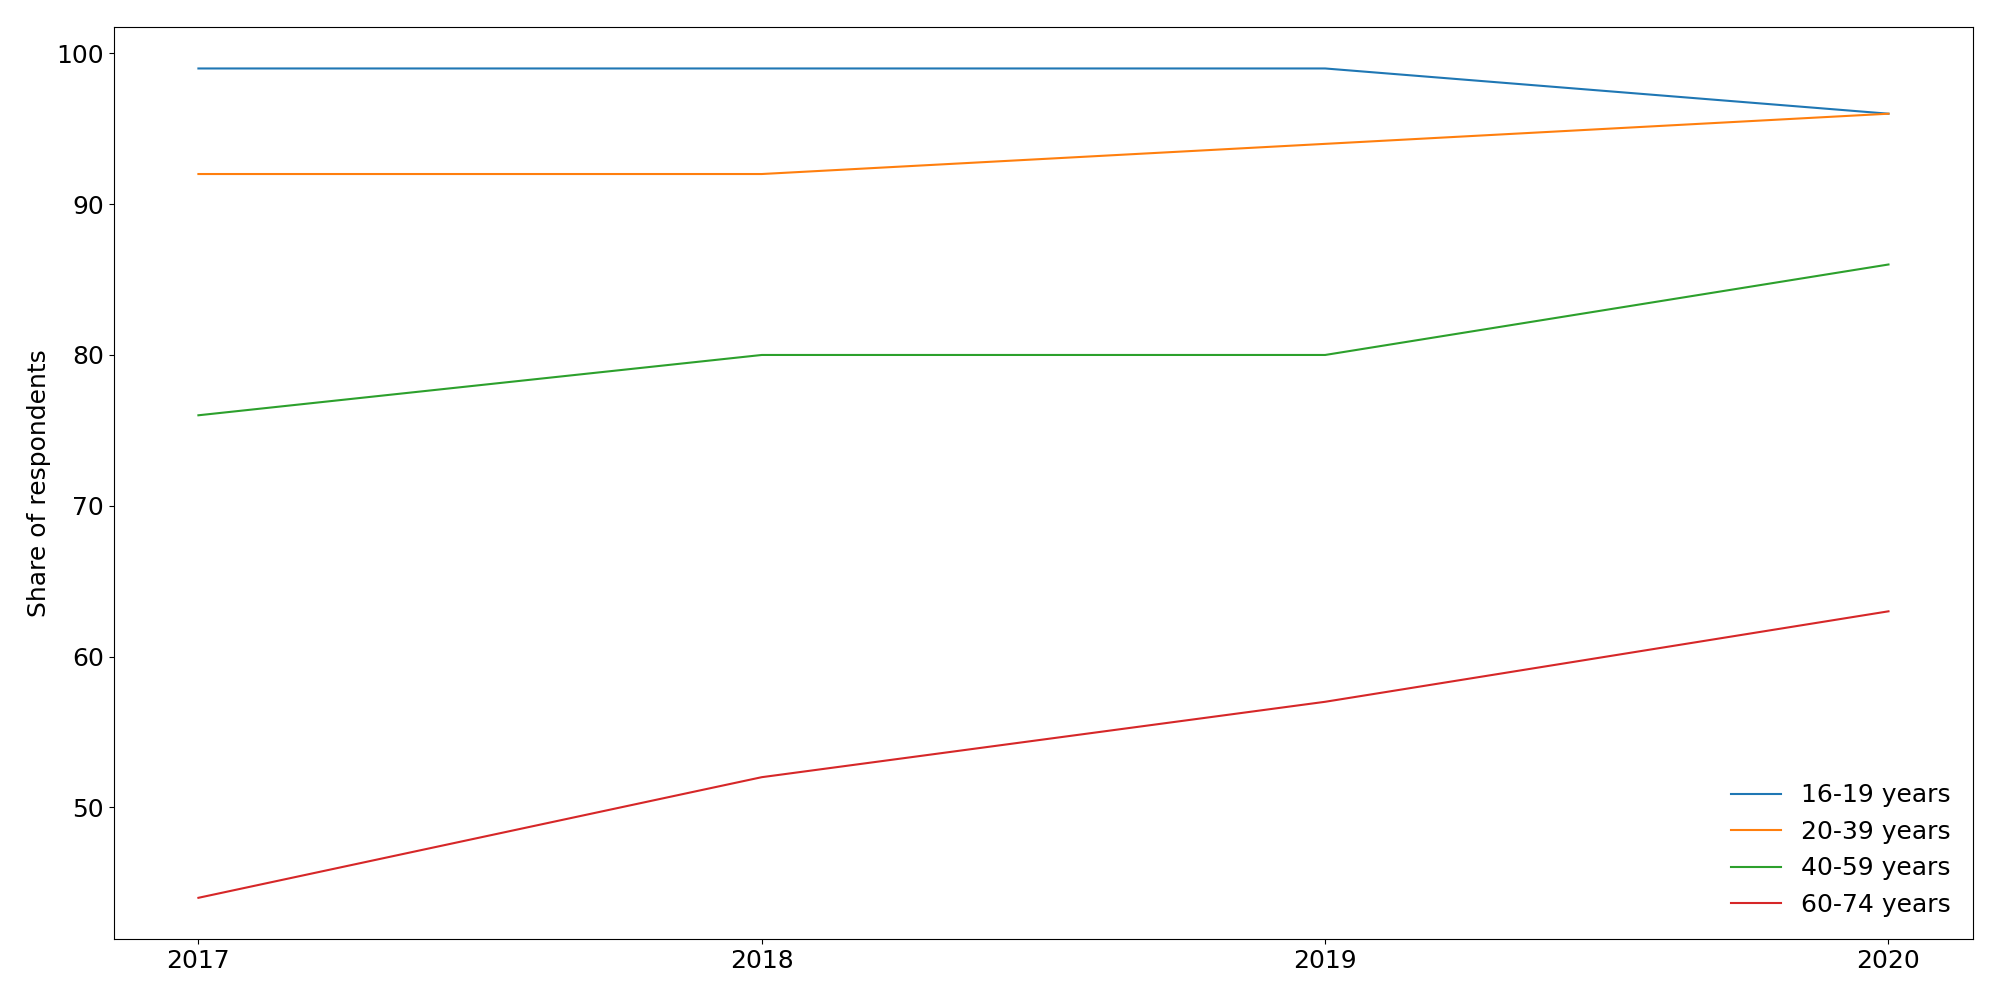 100
90
80
70
60
50
Share of respondents
2017 2018 2019 2020
16-19 years
20-39 years
40-59 years
60-74 years